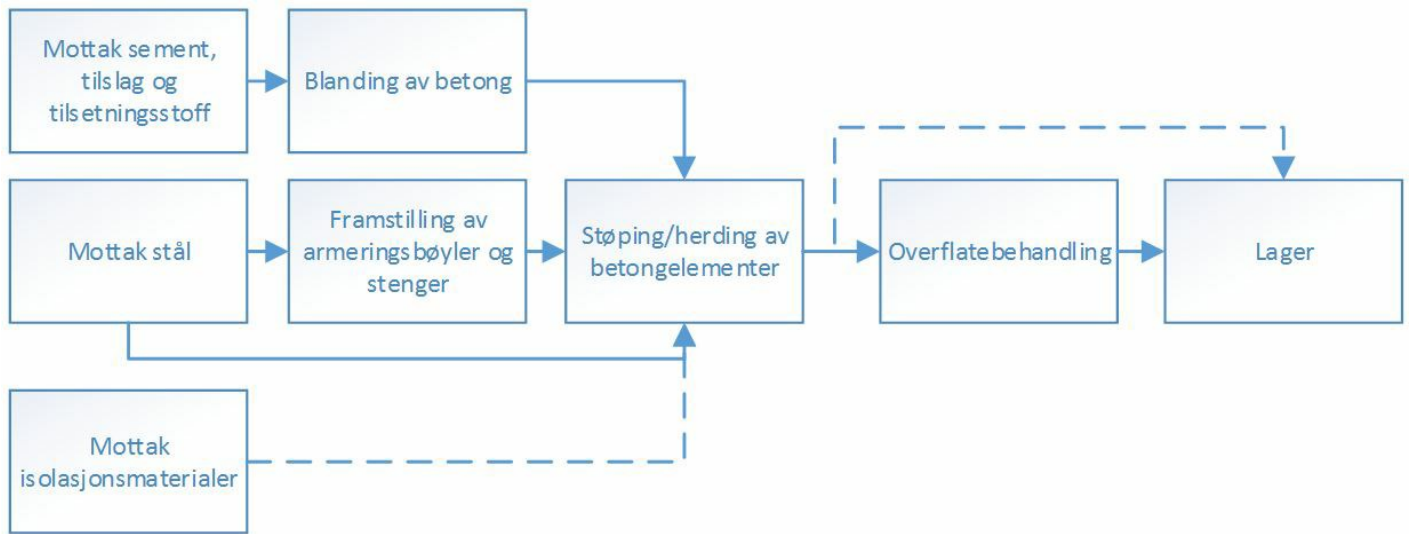 Mottak sement,
tilslag og
tilsetningsstoff
Blanding av betong
Mottak stål
Framstilling av
armeringsbøyler og
stenger
Støping/herding av
betongelementer
Overflatebehandling
Lager
Mottak
isolasjonsmaterialer